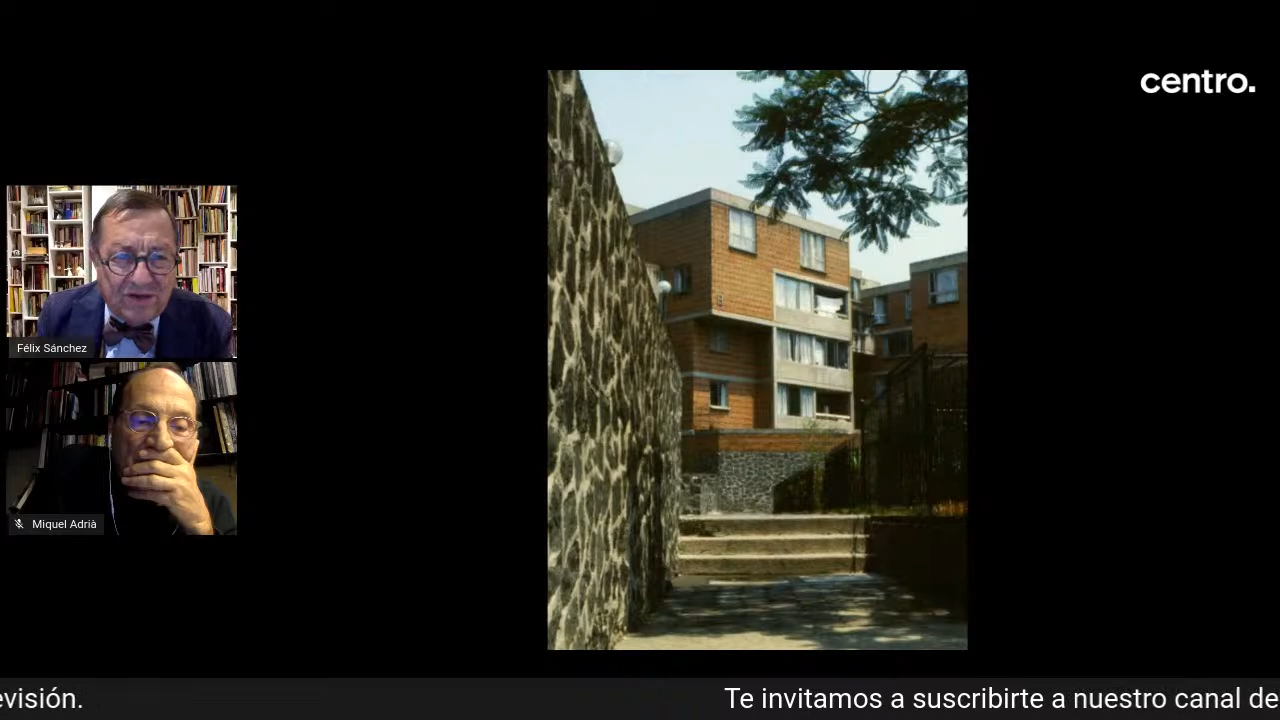 centro.
Félix Sánchez
Miquel Adrià
evisión.
Te invitamos a suscribirte a nuestro canal de